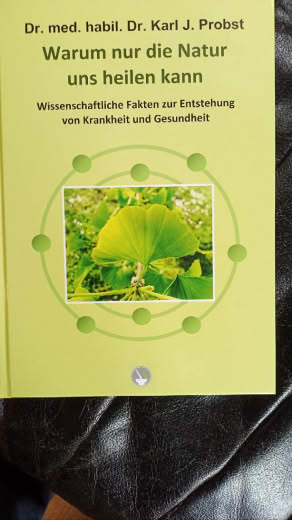 Dr. med. habil. Dr. Karl J. Probst
Warum nur die Natur
uns heilen kann
Wissenschaftliche Fakten zur Entstehung
von Krankheit und Gesundheit